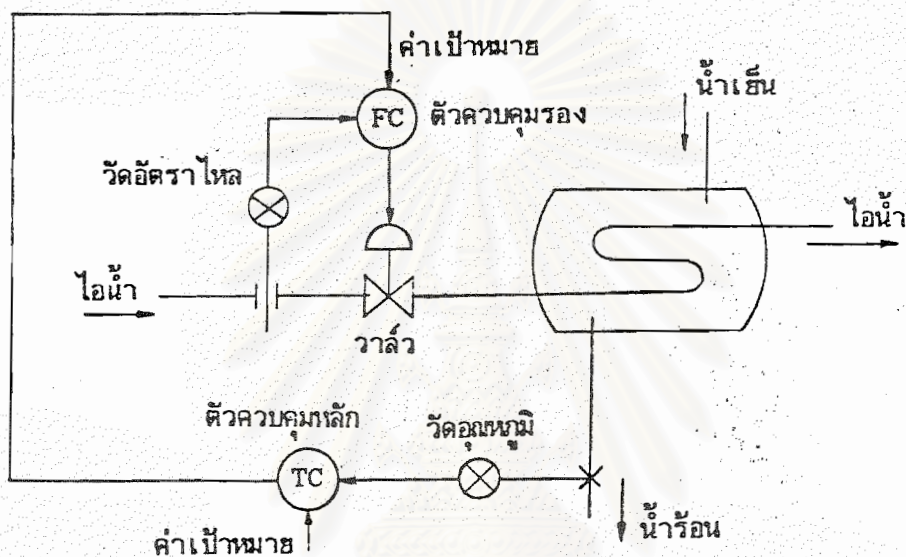 ค่าเป้าหมาย
น้ำเย็น
FC
ตัวควบคุมรอง
วัดอัตราไหล
ไอน้ำ
ไอน้ำ
วาล์ว
ตัวควบคุมหลัก
วัดอุณหภูมิ
TC
น้ำร้อน
ค่าเป้าหมาย